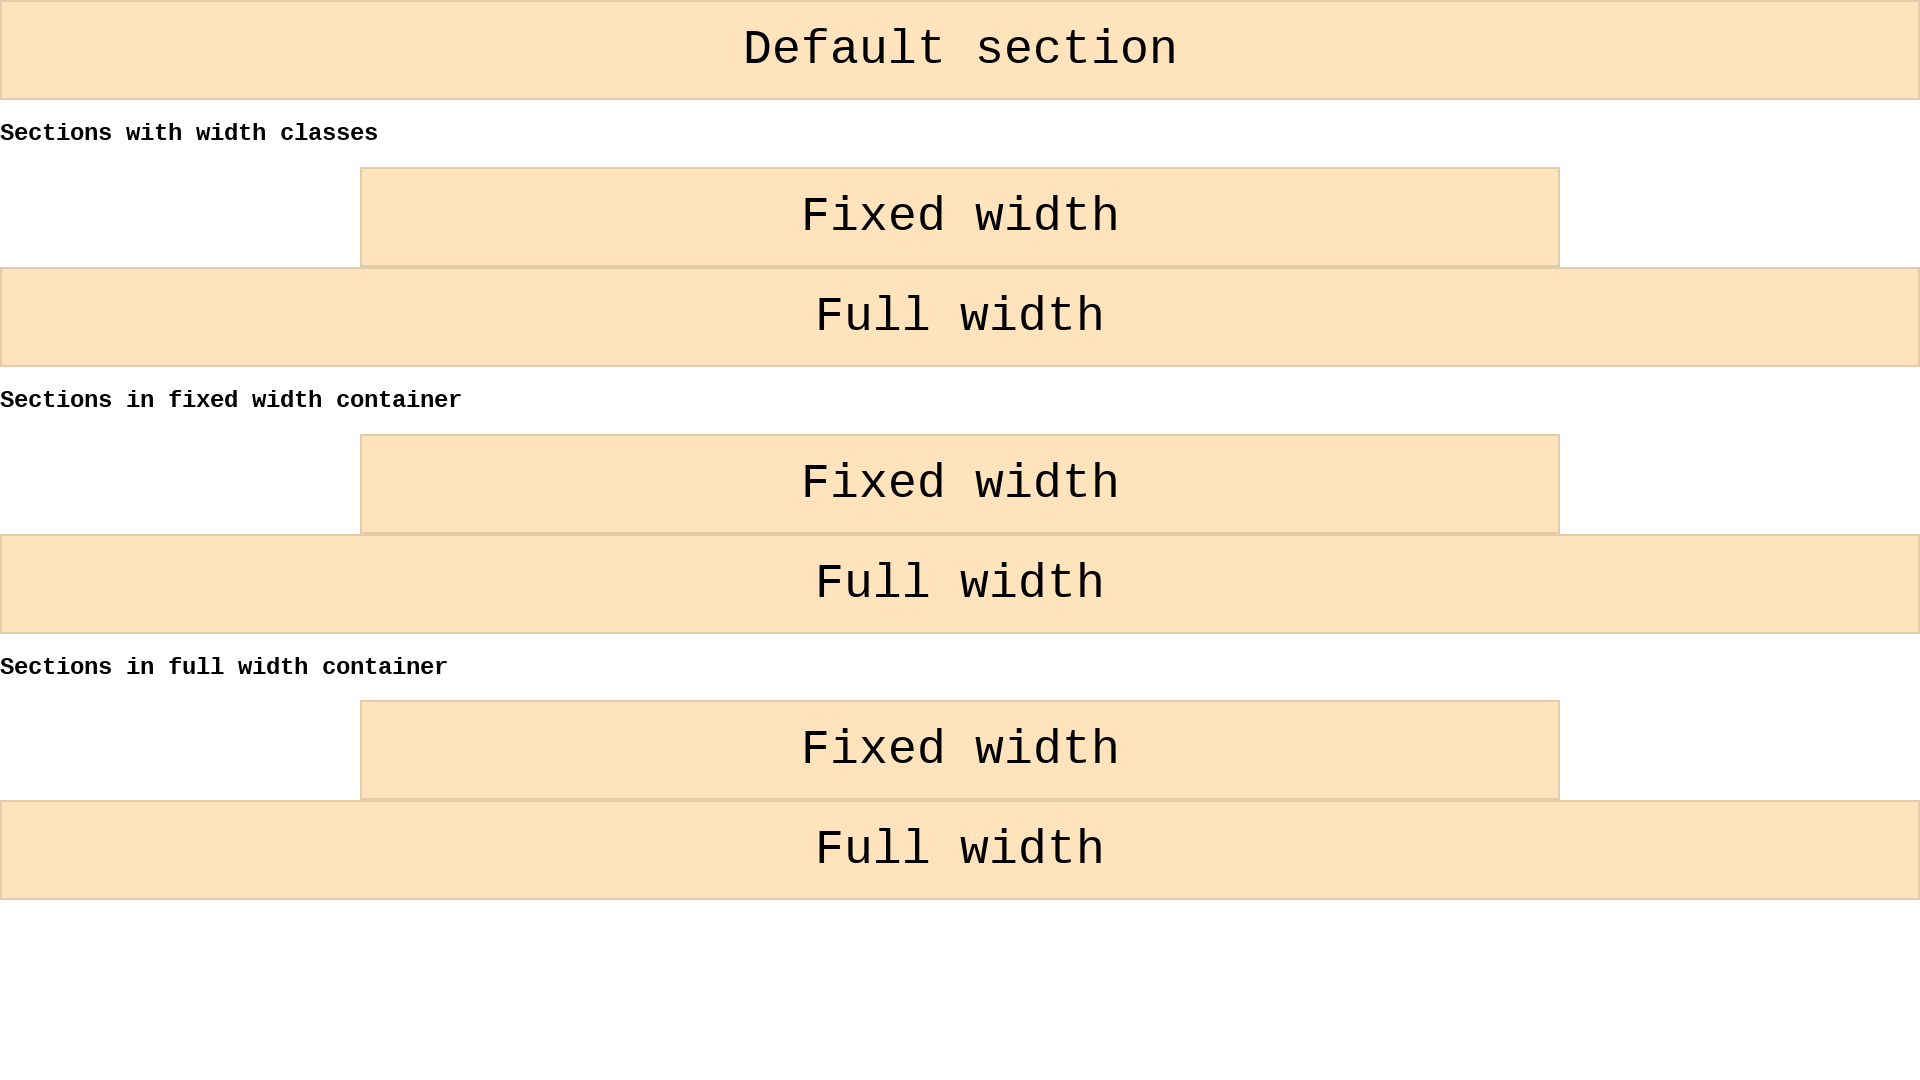 Default section
Sections with width classes
Fixed width
Full width
Sections in fixed width container
Fixed width
Full width
Sections in full width container
Fixed width
Full width